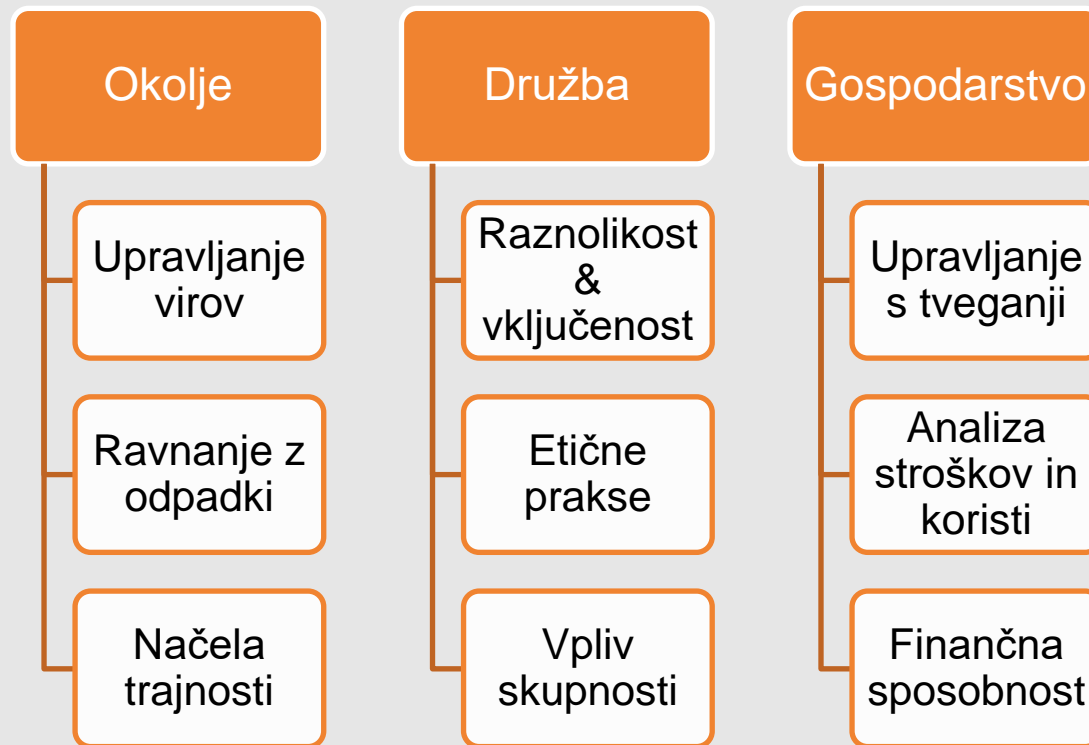 Okolje
Upravljanje
virov
Ravnanje z
odpadki
Načela
trajnosti
Družba
Raznolikost
&
vključenost
Etične
prakse
Vpliv
skupnosti
Gospodarstvo
Upravljanje
s tveganji
Analiza
stroškov in
koristi
Finančna
sposobnost